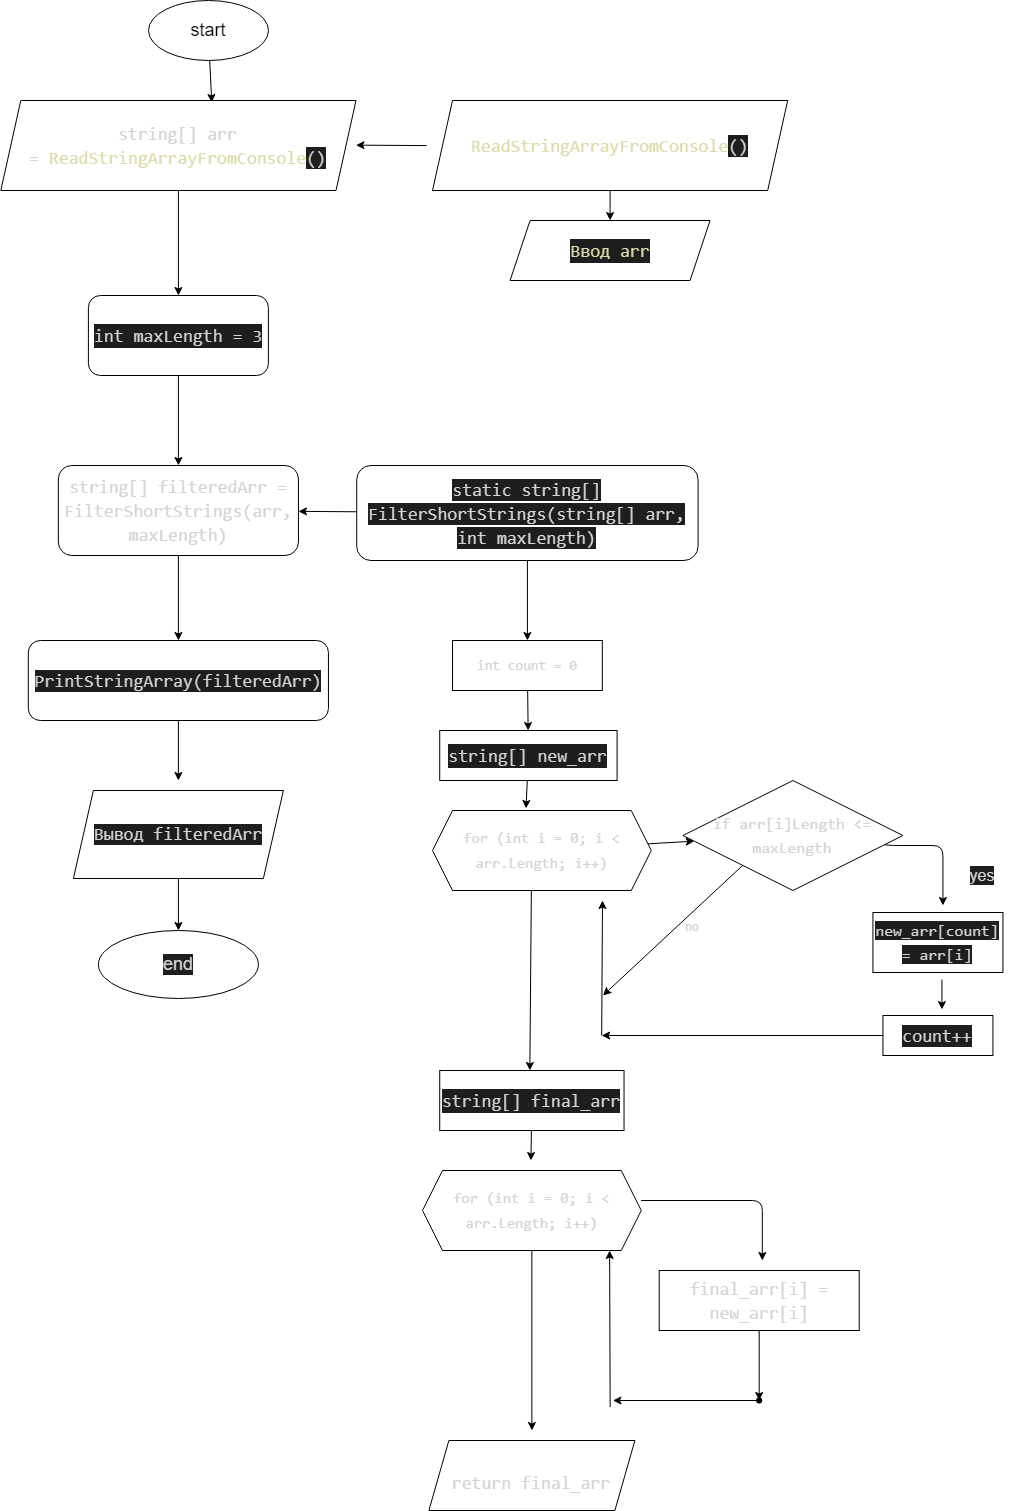 start
string[] arr
= ReadStringArrayFromConsole()
ReadStringArrayFromConsole()
Ввод arr
int maxLength = 3
string[] filteredArr =
FilterShortStrings(arr,
maxLength)
static string[]
FilterShortStrings(string[] arr,
int maxLength)
PrintStringArray(filteredArr)
Вывод filteredArr
end
int count = 0
string[] new_arr
for (int i = 0; i <
arr.Length; i++)
if arr[i]Length <=
maxLength
yes
no
new_arr[count]
= arr[i]
count++
string[] final_arr
for (int i = 0; i <
arr.Length; i++)
final_arr[i] =
new_arr[i]
return final_arr